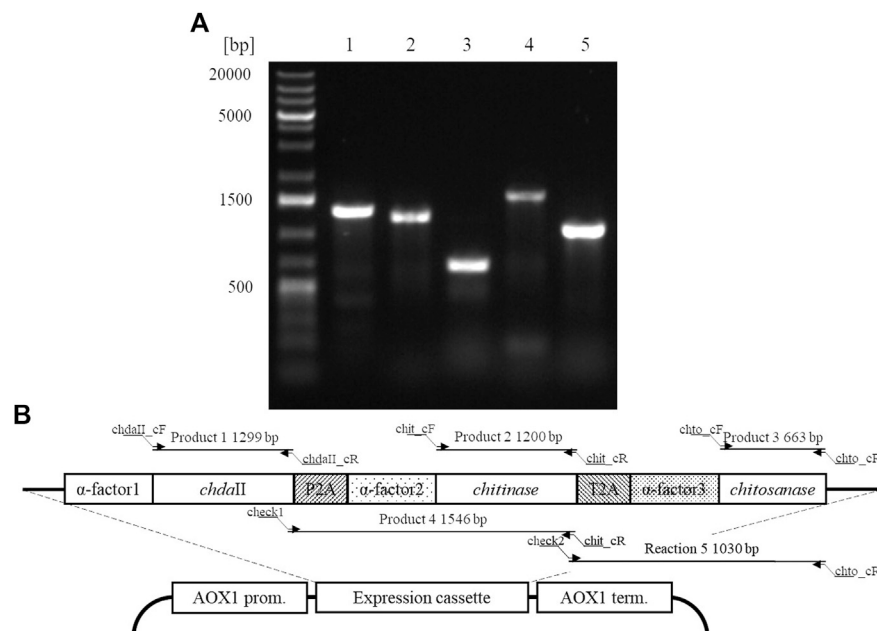 A
[bp]
1 2 3 4 5
20000
5000
1500
500
B
chdaII_cF
Product 1 1299 bp
chdaII_cR
chit_cF
Product 2 1200 bp
chit_cR
chto_cF
Product 3 663 bp
chto_cF
α-factor1 chdaII P2A α-factor2 chitinase T2A α-factor3 chitosanase
check1
Product 4 1546 bp
chit_cR
check2
Reaction 5 1030 bp
chto_cR
AOX1 prom. Expression cassette AOX1 term.